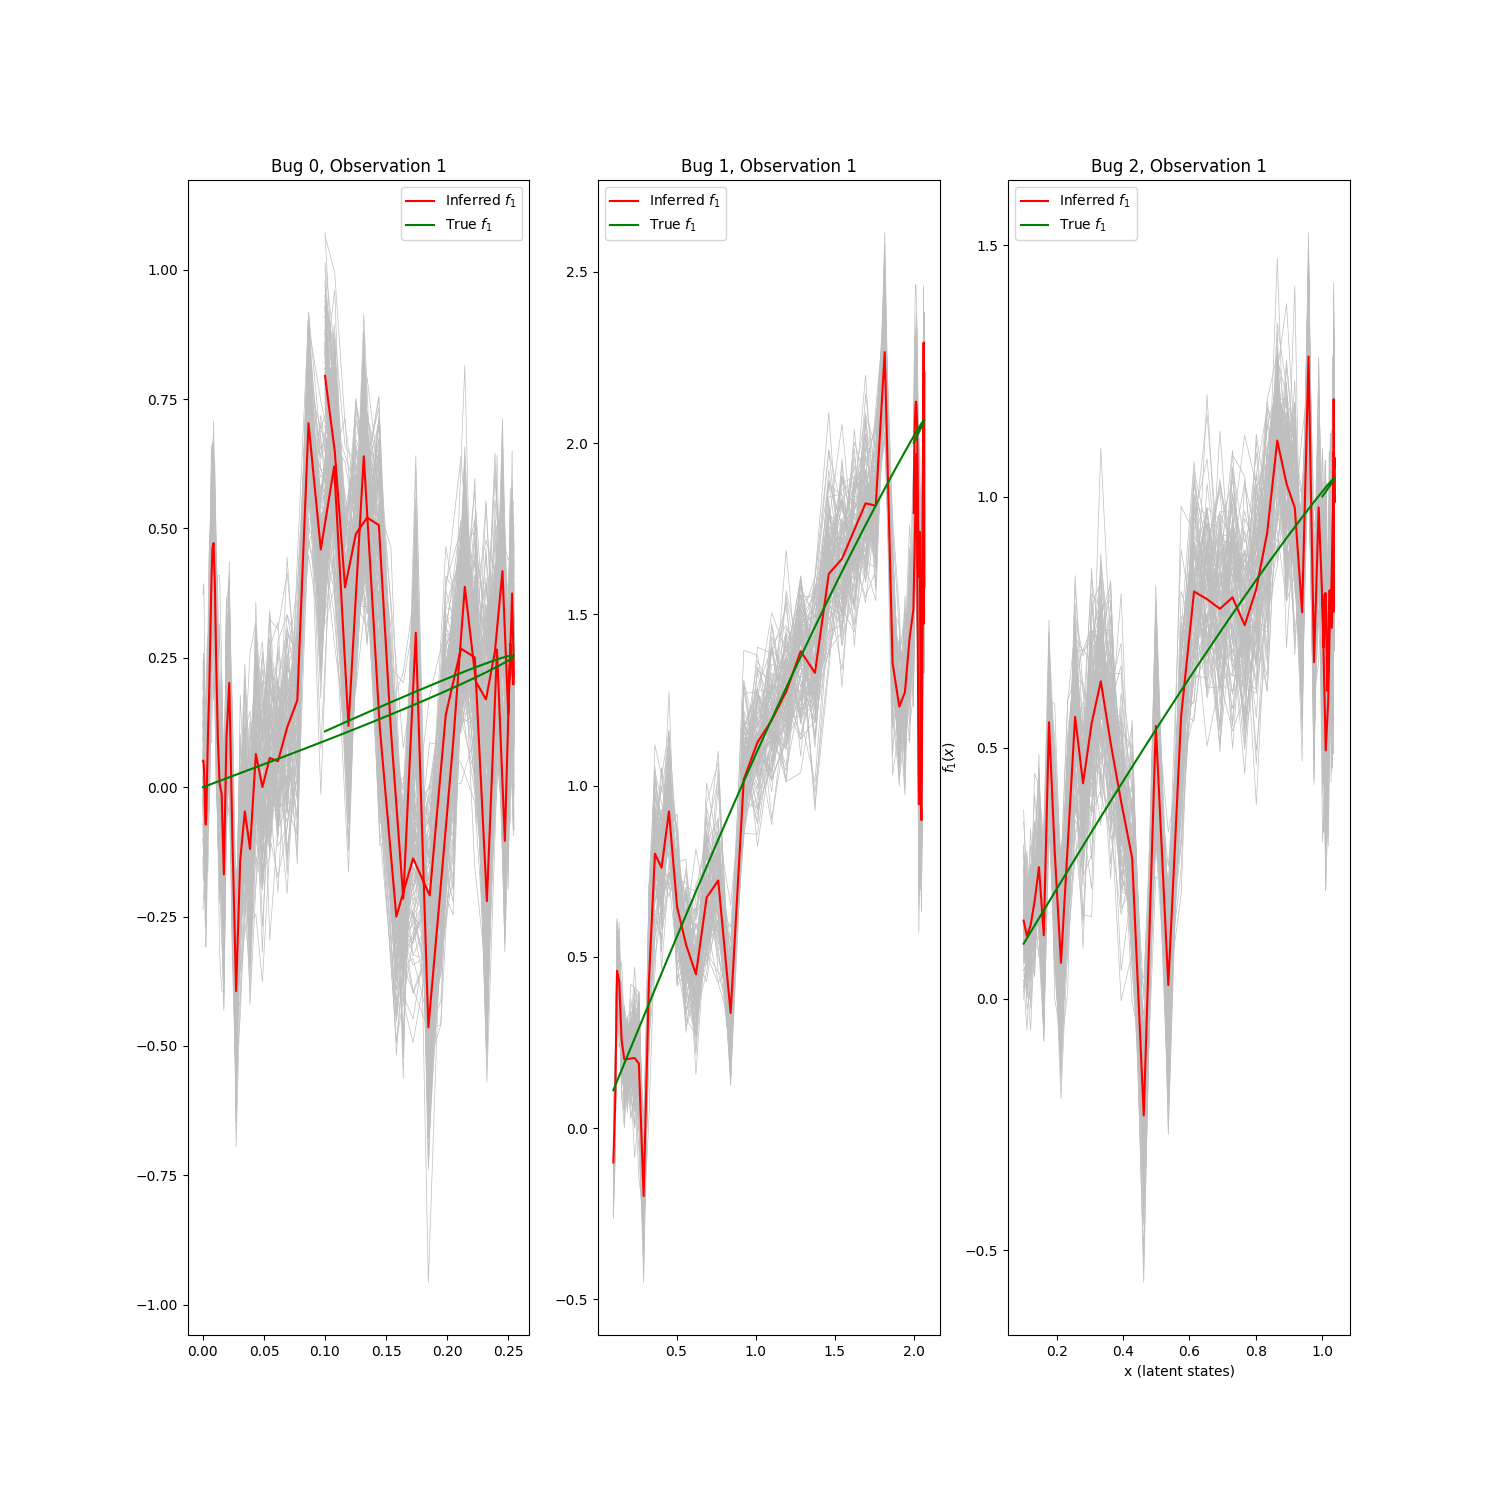 Bug 0, Observation 1
Inferred f₁
True f₁
1.00
0.75
0.50
0.25
0.00
−0.25
−0.50
−0.75
−1.00
0.00 0.05 0.10 0.15 0.20 0.25
Bug 1, Observation 1
Inferred f₁
True f₁
2.5
2.0
1.5
1.0
0.5
0.0
−0.5
0.5 1.0 1.5 2.0
Bug 2, Observation 1
Inferred f₁
True f₁
f₁(x)
1.5
1.0
0.5
0.0
−0.5
0.2 0.4 0.6 0.8 1.0
x (latent states)